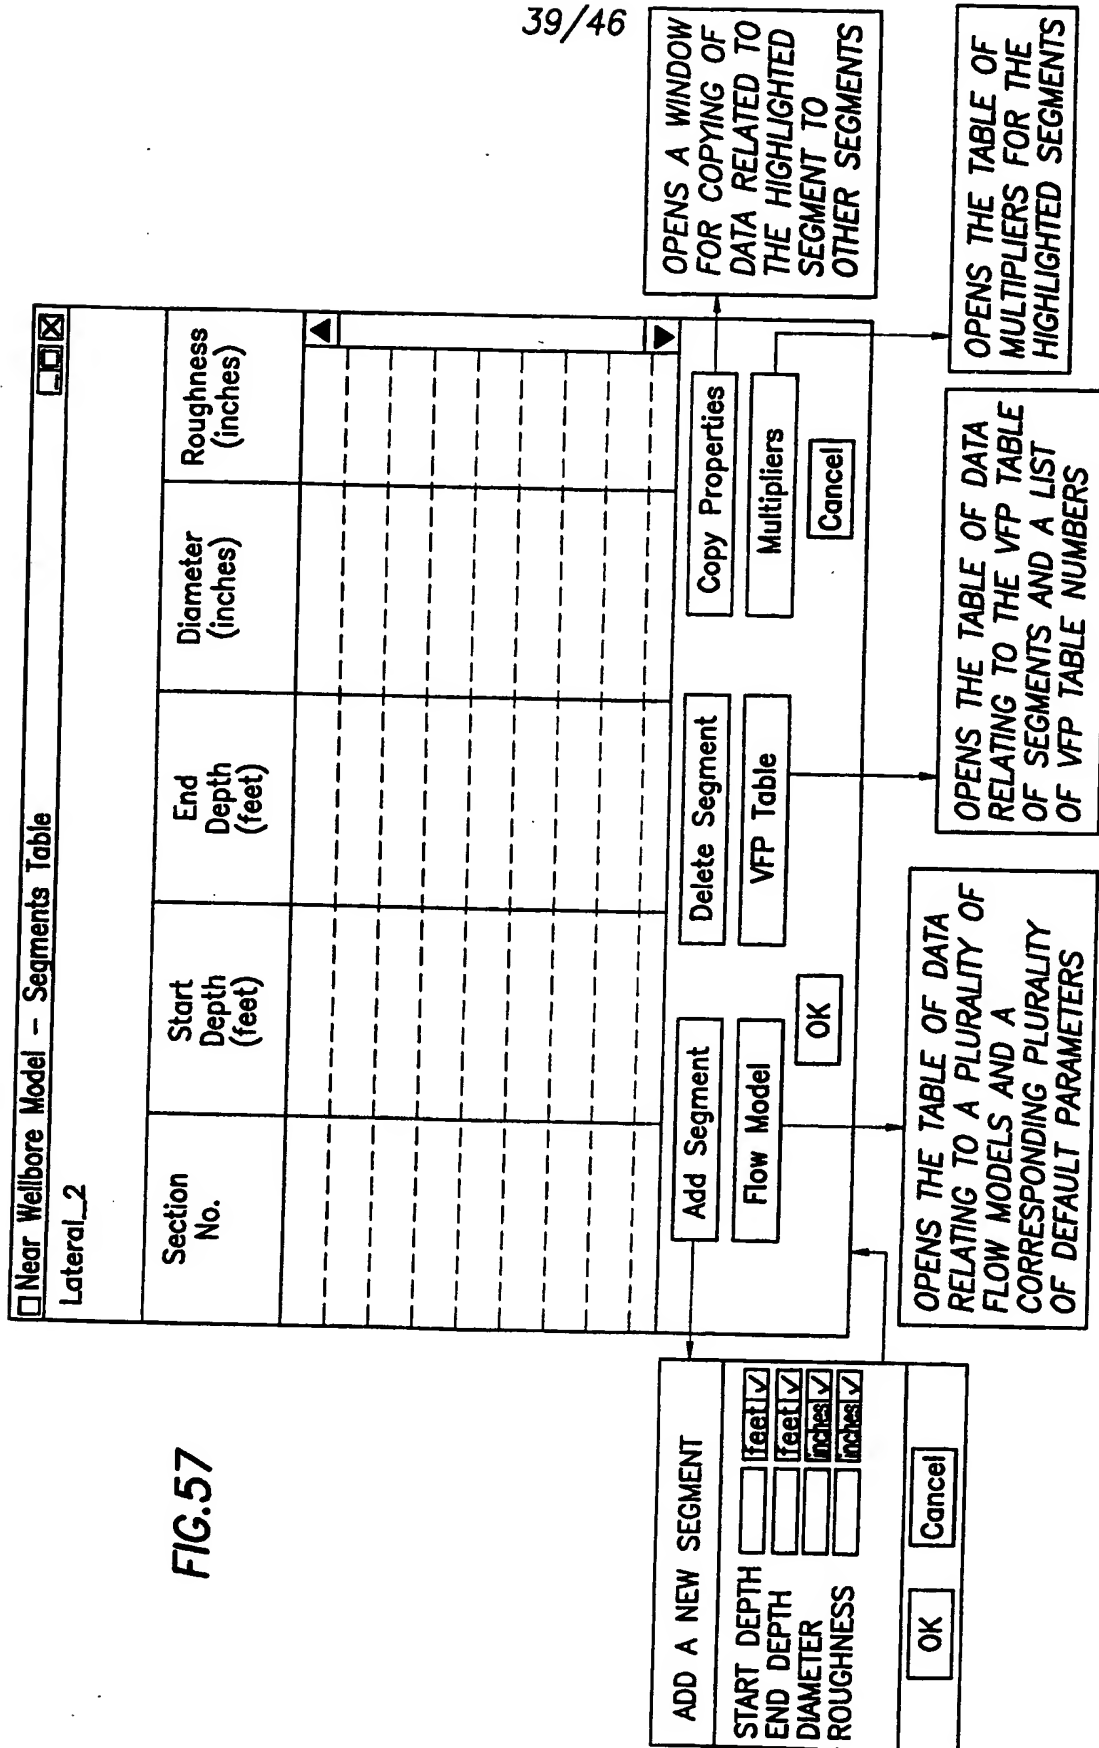 39/46
FIG.57
Near Wellbore Model – Segments Table
Lateral_2
Section
No.
Start
Depth
(feet)
End
Depth
(feet)
Diameter
(inches)
Roughness
(inches)
Add Segment
Delete Segment
Copy Properties
Flow Model
VFP Table
Multipliers
OK
Cancel
ADD A NEW SEGMENT
START DEPTH feet
END DEPTH feet
DIAMETER inches
ROUGHNESS inches
OK
Cancel
OPENS THE TABLE OF DATA
RELATING TO A PLURALITY OF
FLOW MODELS AND A
CORRESPONDING PLURALITY
OF DEFAULT PARAMETERS
OPENS THE TABLE OF DATA
RELATING TO THE VFP TABLE
OF SEGMENTS AND A LIST
OF VFP TABLE NUMBERS
OPENS A WINDOW
FOR COPYING OF
DATA RELATED TO
THE HIGHLIGHTED
SEGMENT TO
OTHER SEGMENTS
OPENS THE TABLE OF
MULTIPLIERS FOR THE
HIGHLIGHTED SEGMENTS